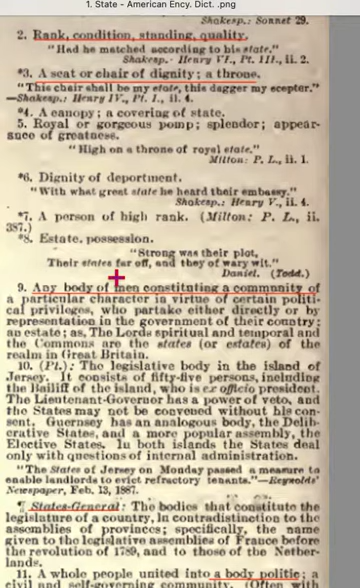 1. State - American Ency. Dict. .png
Shakesp.: Sonnet 29.
2. Rank, condition, standing, quality.
"Had he matched according to his state."
Shakesp.: Henry VI., Pt. III., ii. 2.
*3. A seat or chair of dignity; a throne.
"This chair shall be my state, this dagger my scepter."
—Shakesp.: Henry IV., Pt. I., ii. 4.
*4. A canopy; a covering of state.
5. Royal or gorgeous pomp; splendor; appear-
ance of greatness.
"High on a throne of royal state."
Milton: P. L., ii. 1.
*6. Dignity of deportment.
"With what great state he heard their embassy."
Shakesp.: Henry V., ii. 4.
*7. A person of high rank. (Milton: P. L., ii.
387.)
*8. Estate, possession.
"Strong was their plot,
Their states far off, and they of wary wit."
Daniel. (Todd.)
9. Any body of men constituting a community of
a particular character in virtue of certain politi-
cal privileges, who partake either directly or by
representation in the government of their country;
an estate; as, The Lords spiritual and temporal and
the Commons are the states (or estates) of the
realm in Great Britain.
10. (Pl.): The legislative body in the island of
Jersey. It consists of fifty-five persons, including
the Bailiff of the island, who is ex officio president.
The Lieutenant-Governor has a power of veto, and
the States may not be convened without his con-
sent. Guernsey has an analogous body, the Delib-
erative States, and a more popular assembly, the
Elective States. In both islands the States deal
only with questions of internal administration.
"The States of Jersey on Monday passed a measure to
enable landlords to evict refractory tenants."—Reynolds'
Newspaper, Feb. 13, 1887.
¶ States-General: The bodies that constitute the
legislature of a country, in contradistinction to the
assemblies of provinces; specifically, the name
given to the legislative assemblies of France before
the revolution of 1789, and to those of the Nether-
lands.
11. A whole people united into a body politic; a
civil and self-governing community. (Often with